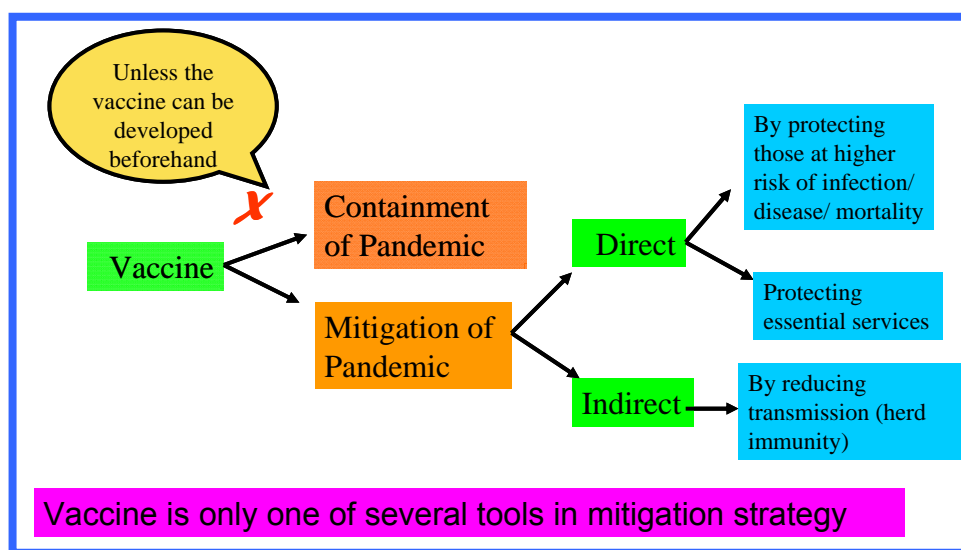 Unless the
vaccine can be
developed
beforehand
X
Vaccine
Containment
of Pandemic
Mitigation of
Pandemic
Direct
Indirect
By protecting
those at higher
risk of infection/
disease/ mortality
Protecting
essential services
By reducing
transmission (herd
immunity)
Vaccine is only one of several tools in mitigation strategy